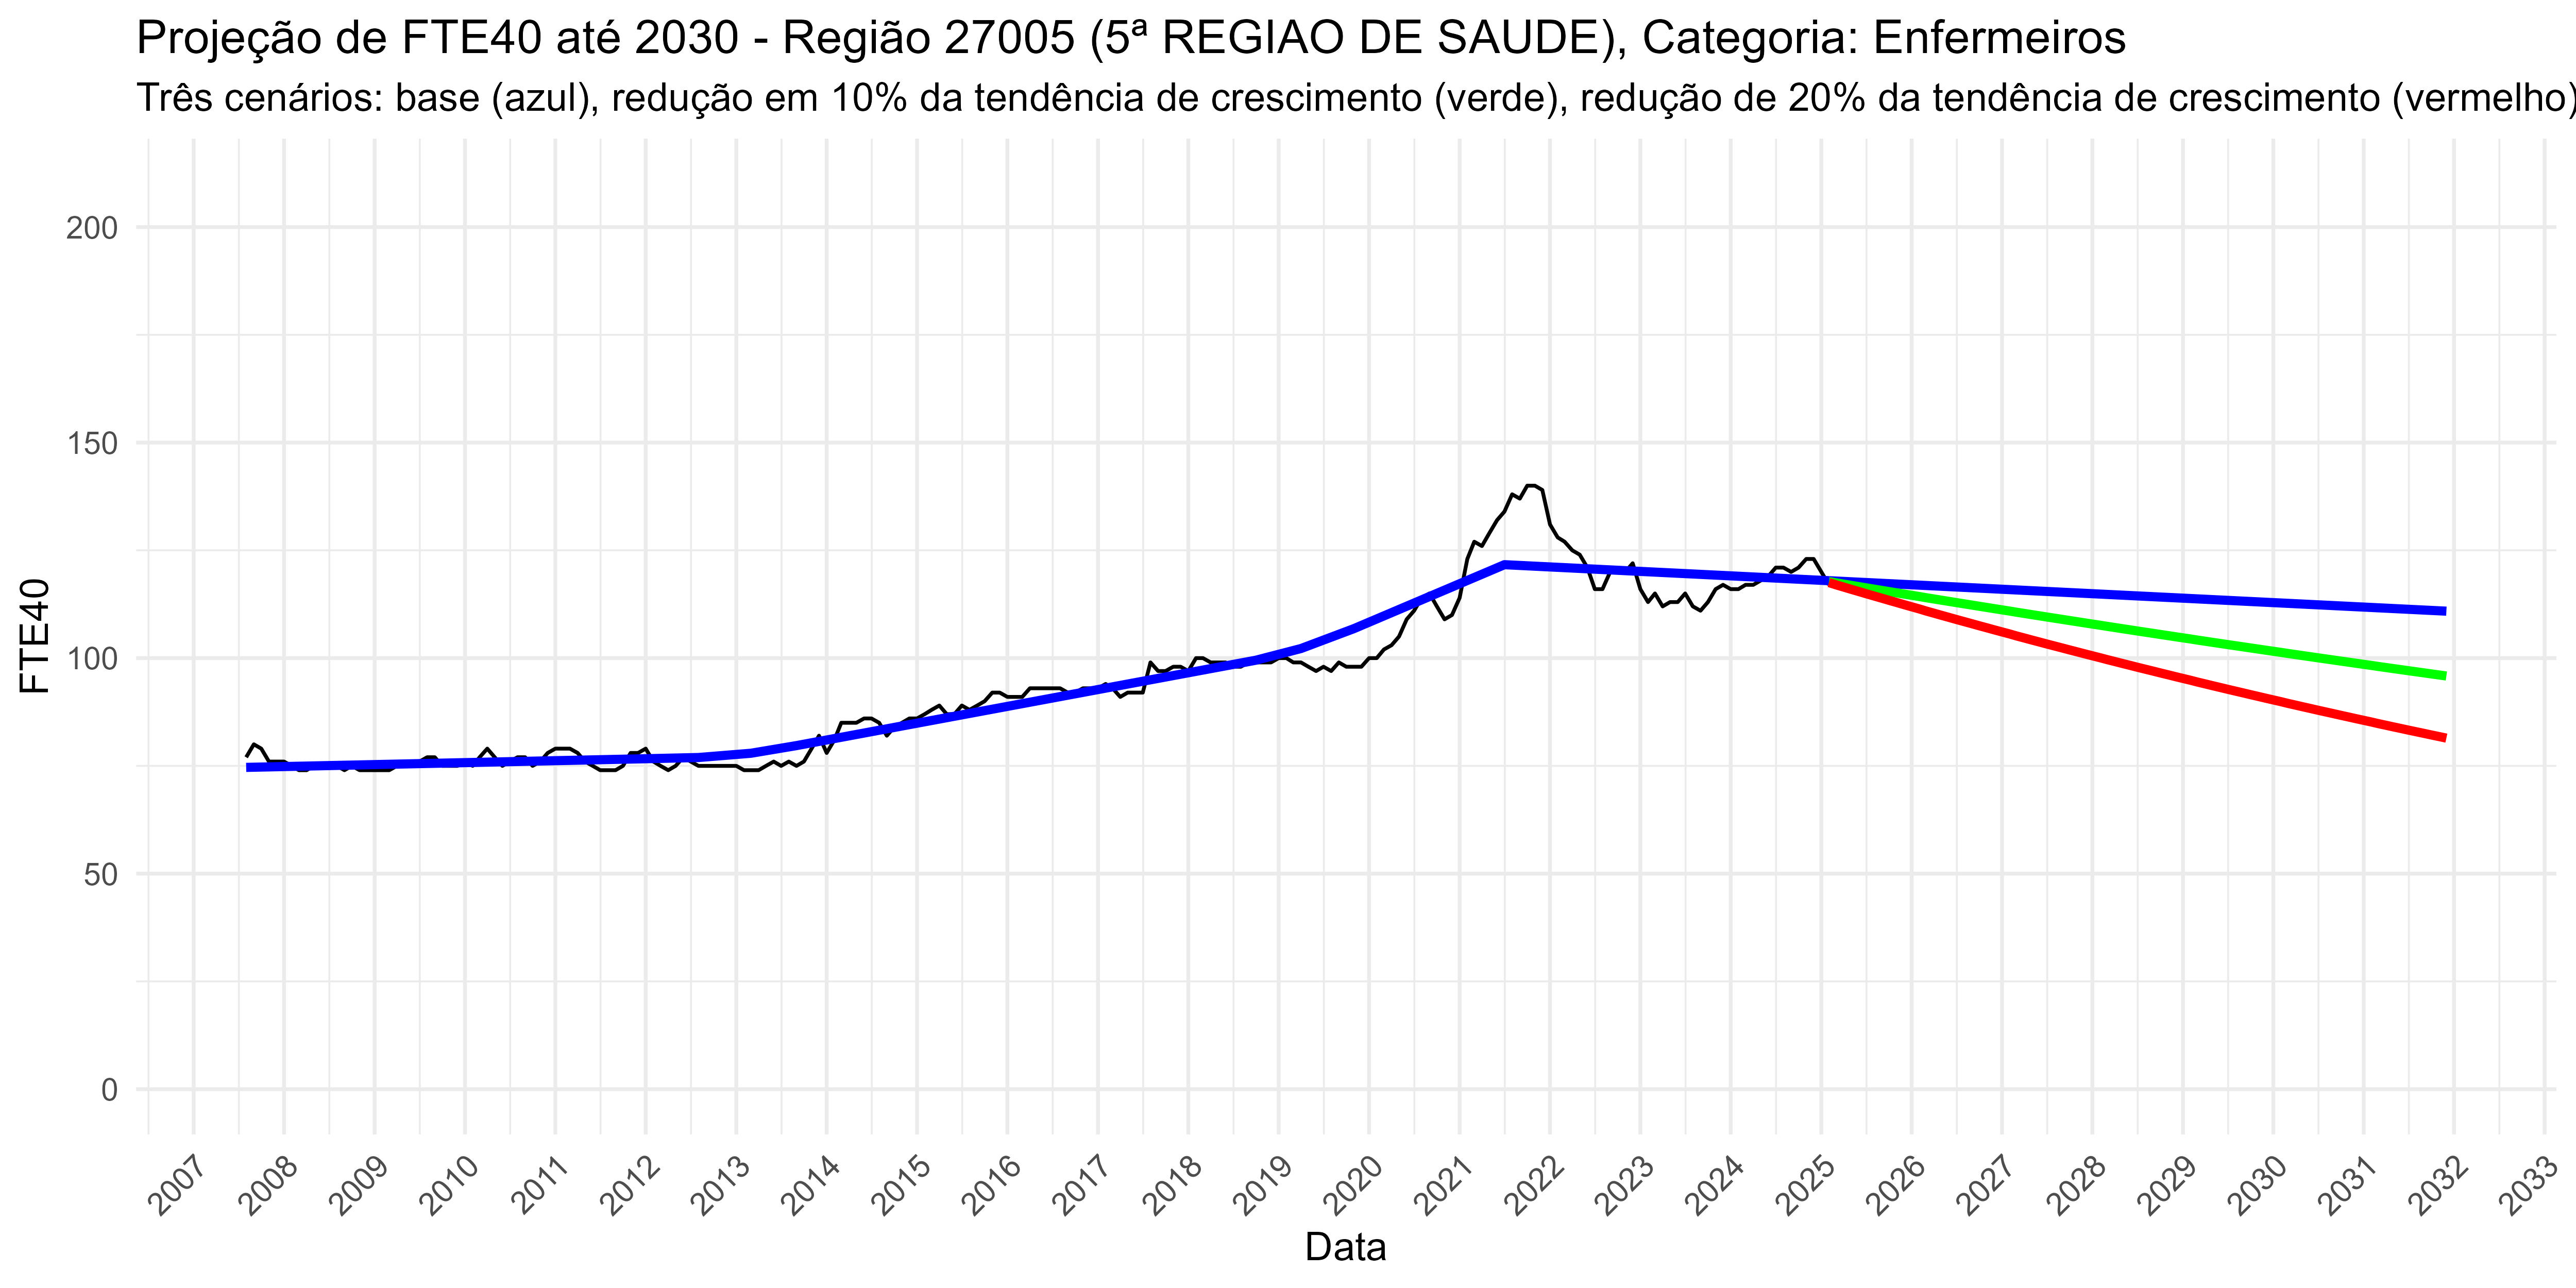 Projeção de FTE40 até 2030 - Região 27005 (5ª REGIAO DE SAUDE), Categoria: Enfermeiros
Três cenários: base (azul), redução em 10% da tendência de crescimento (verde), redução de 20% da tendência de crescimento (vermelho)
200
150
100
50
0
FTE40
2007 2008 2009 2010 2011 2012 2013 2014 2015 2016 2017 2018 2019 2020 2021 2022 2023 2024 2025 2026 2027 2028 2029 2030 2031 2032 2033
Data